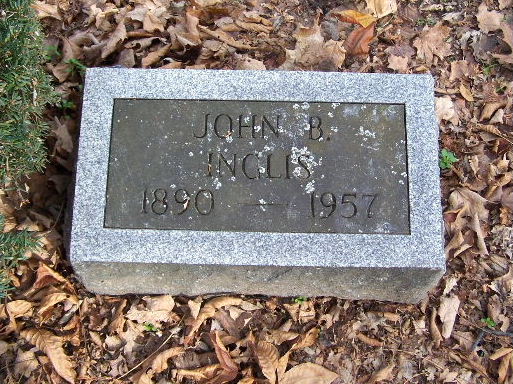 JOHN B.
INGLIS
1890 — 1957